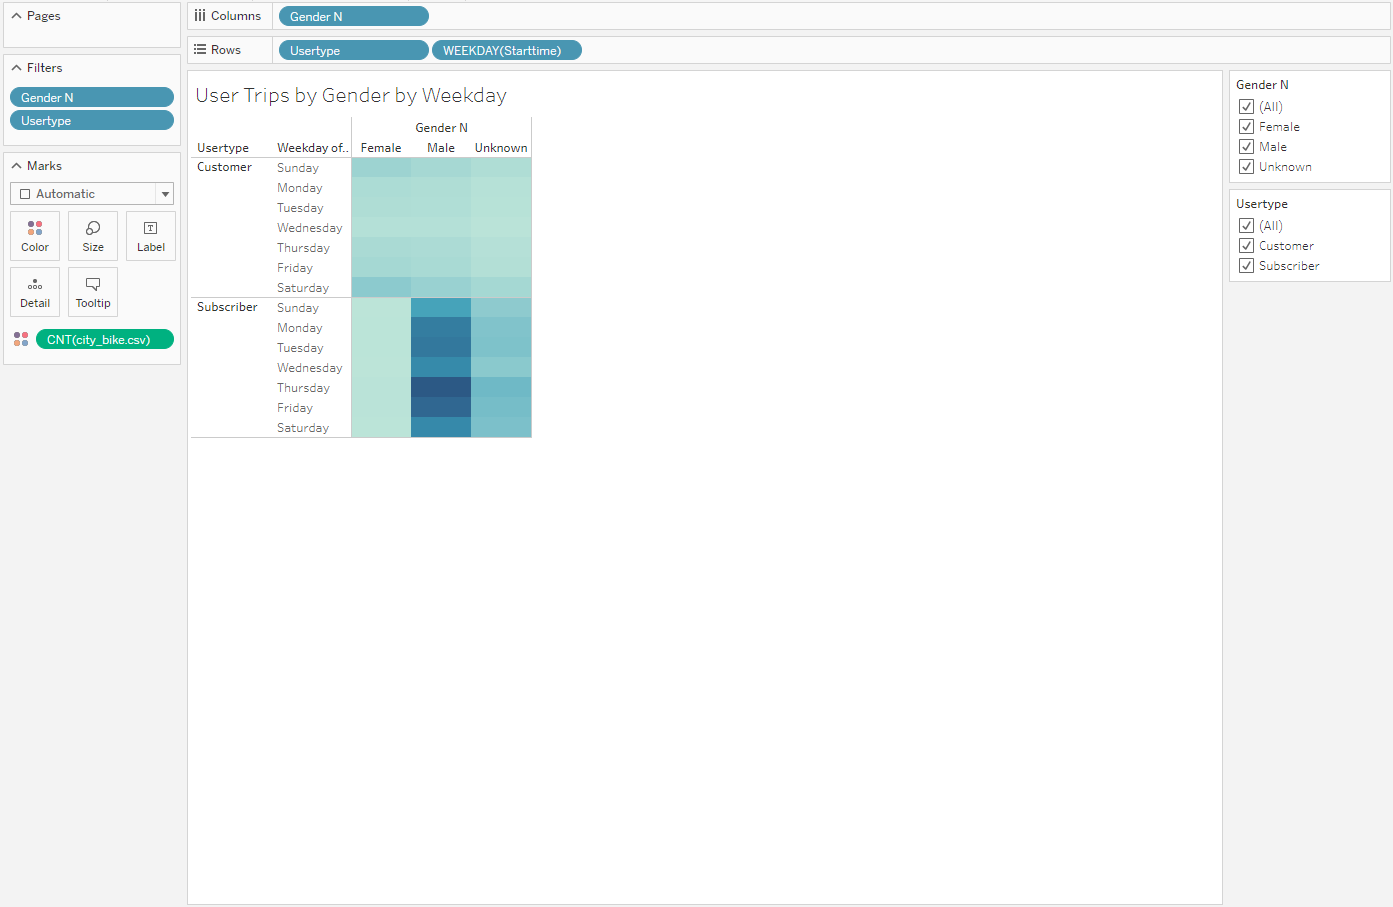 Pages
Filters
Gender N
Usertype
Marks
Automatic
Color Size Label
Detail Tooltip
CNT(city_bike.csv)
Columns Gender N
Rows Usertype WEEKDAY(Starttime)
User Trips by Gender by Weekday
Gender N
Usertype Weekday of.. Female Male Unknown
Customer Sunday
Monday
Tuesday
Wednesday
Thursday
Friday
Saturday
Subscriber Sunday
Monday
Tuesday
Wednesday
Thursday
Friday
Saturday
Gender N
(All)
Female
Male
Unknown
Usertype
(All)
Customer
Subscriber